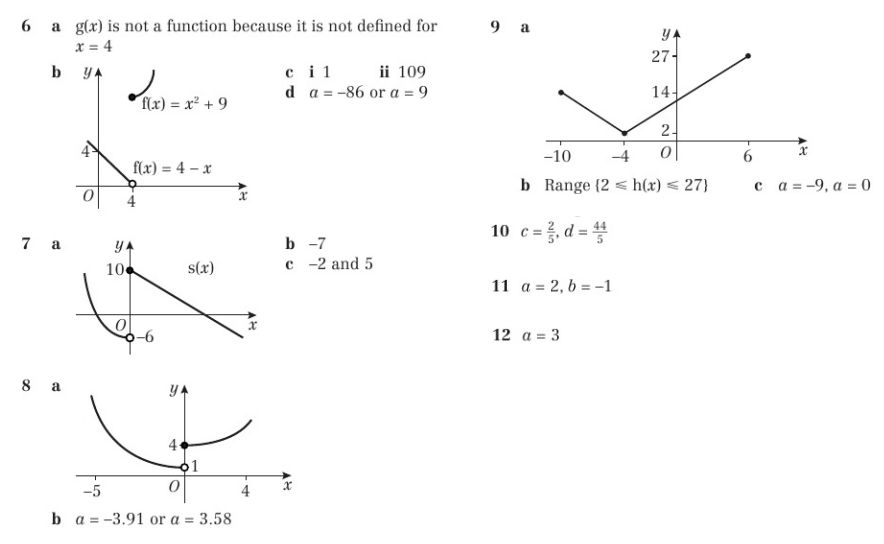 6 a g(x) is not a function because it is not defined for
x = 4
b y
f(x) = x² + 9
4
f(x) = 4 − x
O 4 x
c i 1 ii 109
d a = −86 or a = 9
7 a y
10 s(x)
O x
−6
b −7
c −2 and 5
8 a y
4
1
−5 O 4 x
b a = −3.91 or a = 3.58
9 a y
27
14
2
−10 −4 O 6 x
b Range {2 ⩽ h(x) ⩽ 27} c a = −9, a = 0
10 c = 2/5, d = 44/5
11 a = 2, b = −1
12 a = 3